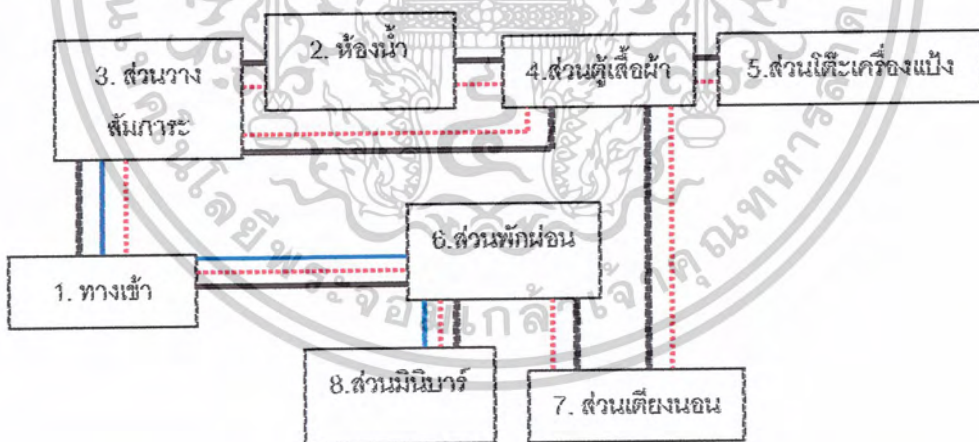 2. ห้องน้ำ
3. ส่วนวาง
สัมภาระ
4.ส่วนตู้เสื้อผ้า
5.ส่วนโต๊ะเครื่องแป้ง
6.ส่วนพักผ่อน
1. ทางเข้า
8.ส่วนมินิบาร์
7. ส่วนเตียงนอน